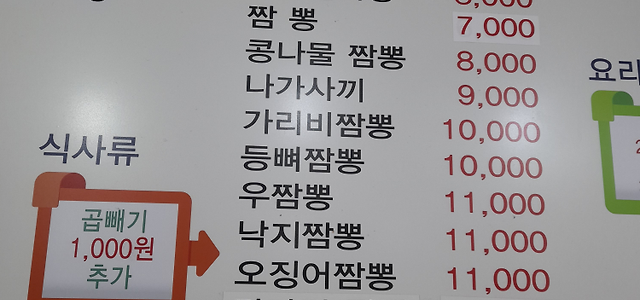 짬 뽕 7,000
콩나물 짬뽕 8,000
나가사끼 9,000
가리비짬뽕 10,000
등뼈짬뽕 10,000
우짬뽕 11,000
낙지짬뽕 11,000
오징어짬뽕 11,000
식사류
곱빼기
1,000원
추가
요리